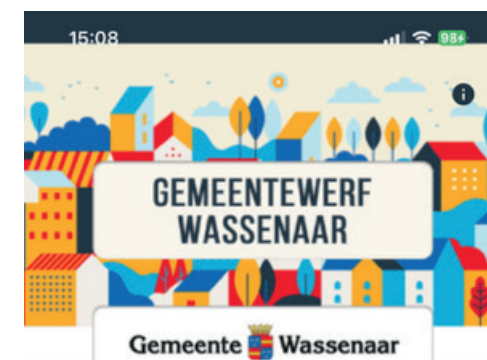 15:08
98
GEMEENTEWERF
WASSENAAR
Gemeente Wassenaar